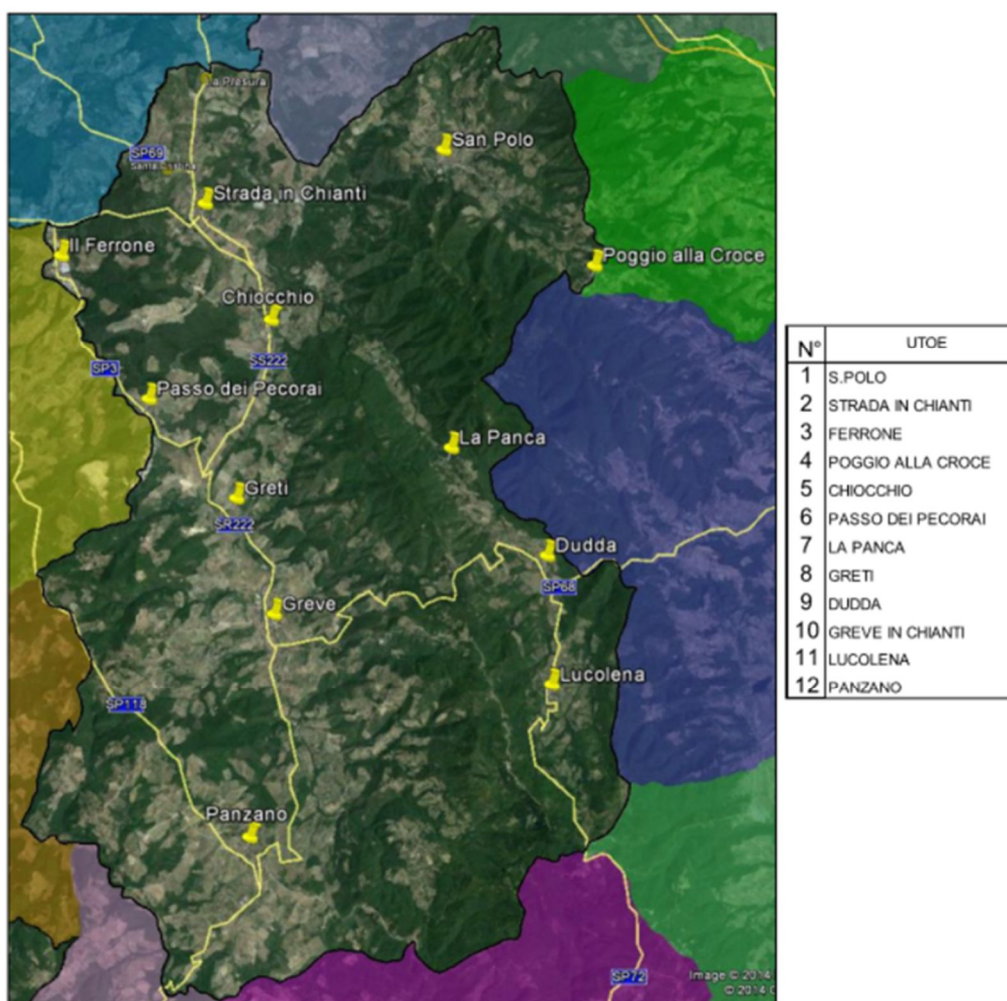 a Presura
San Polo
SP69
Strada in Chianti
Il Ferrone
Poggio alla Croce
Chiocchio
SS222
SP3
Passo dei Pecorai
La Panca
Greti
SR222
Dudda
SP68
Greve
Lucolena
SP118
Panzano
SP72
Image © 2014
© 2014
N° UTOE
1 S.POLO
2 STRADA IN CHIANTI
3 FERRONE
4 POGGIO ALLA CROCE
5 CHIOCCHIO
6 PASSO DEI PECORAI
7 LA PANCA
8 GRETI
9 DUDDA
10 GREVE IN CHIANTI
11 LUCOLENA
12 PANZANO